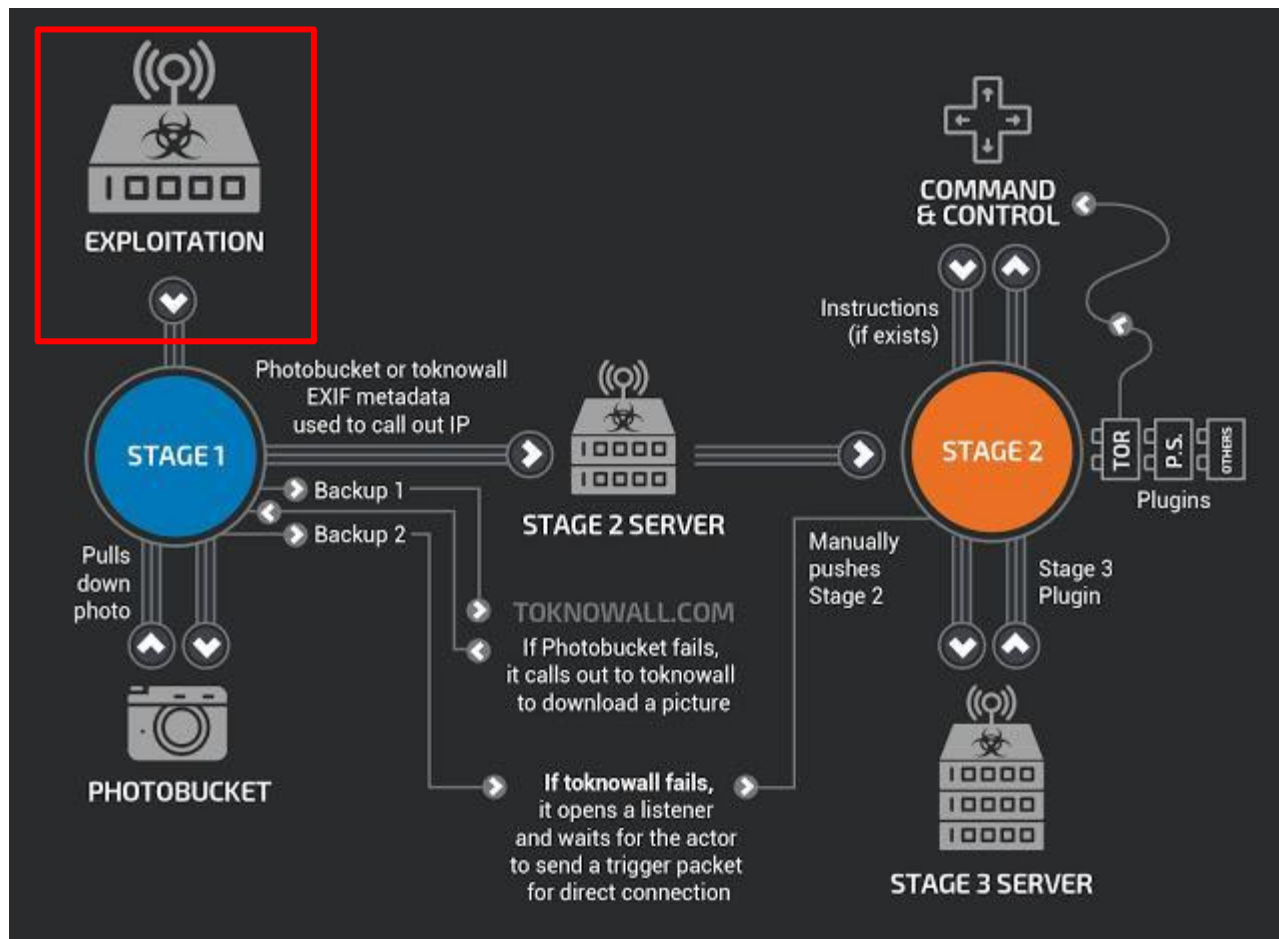 EXPLOITATION
COMMAND
& CONTROL
Instructions
(if exists)
Photobucket or toknowall
EXIF metadata
used to call out IP
STAGE 1
STAGE 2
TOR
P.S.
OTHERS
Plugins
Backup 1
Backup 2
STAGE 2 SERVER
Pulls
down
photo
Manually
pushes
Stage 2
Stage 3
Plugin
TOKNOWALL.COM
If Photobucket fails,
it calls out to toknowall
to download a picture
PHOTOBUCKET
If toknowall fails,
it opens a listener
and waits for the actor
to send a trigger packet
for direct connection
STAGE 3 SERVER